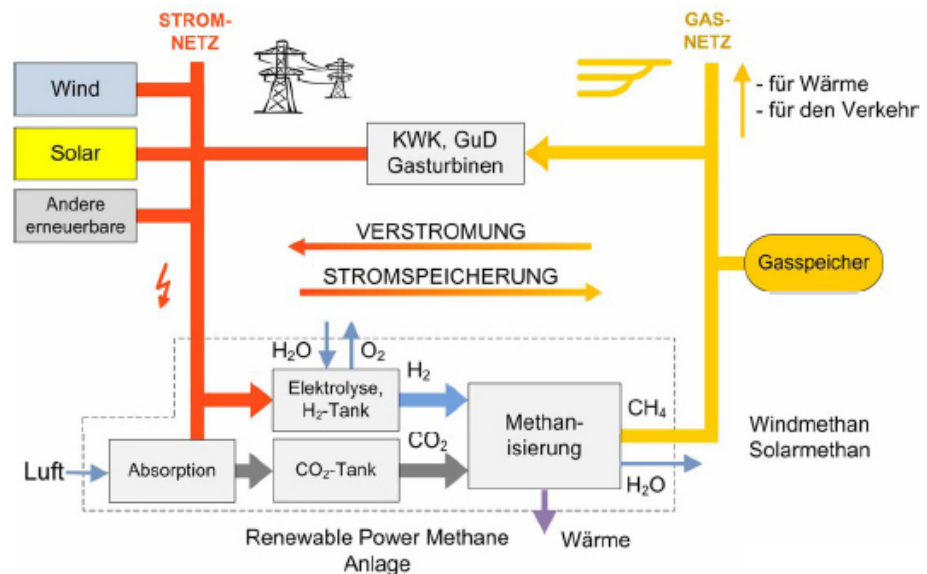 STROM-
NETZ
GAS-
NETZ
Wind
- für Wärme
- für den Verkehr
Solar
KWK, GuD
Gasturbinen
Andere
erneuerbare
VERSTROMUNG
STROMSPEICHERUNG
Gasspeicher
H₂O
O₂
Elektrolyse,
H₂-Tank
H₂
Methan-
isierung
CH₄
Windmethan
Solarmethan
Luft
Absorption
CO₂-Tank
CO₂
H₂O
Renewable Power Methane
Anlage
Wärme